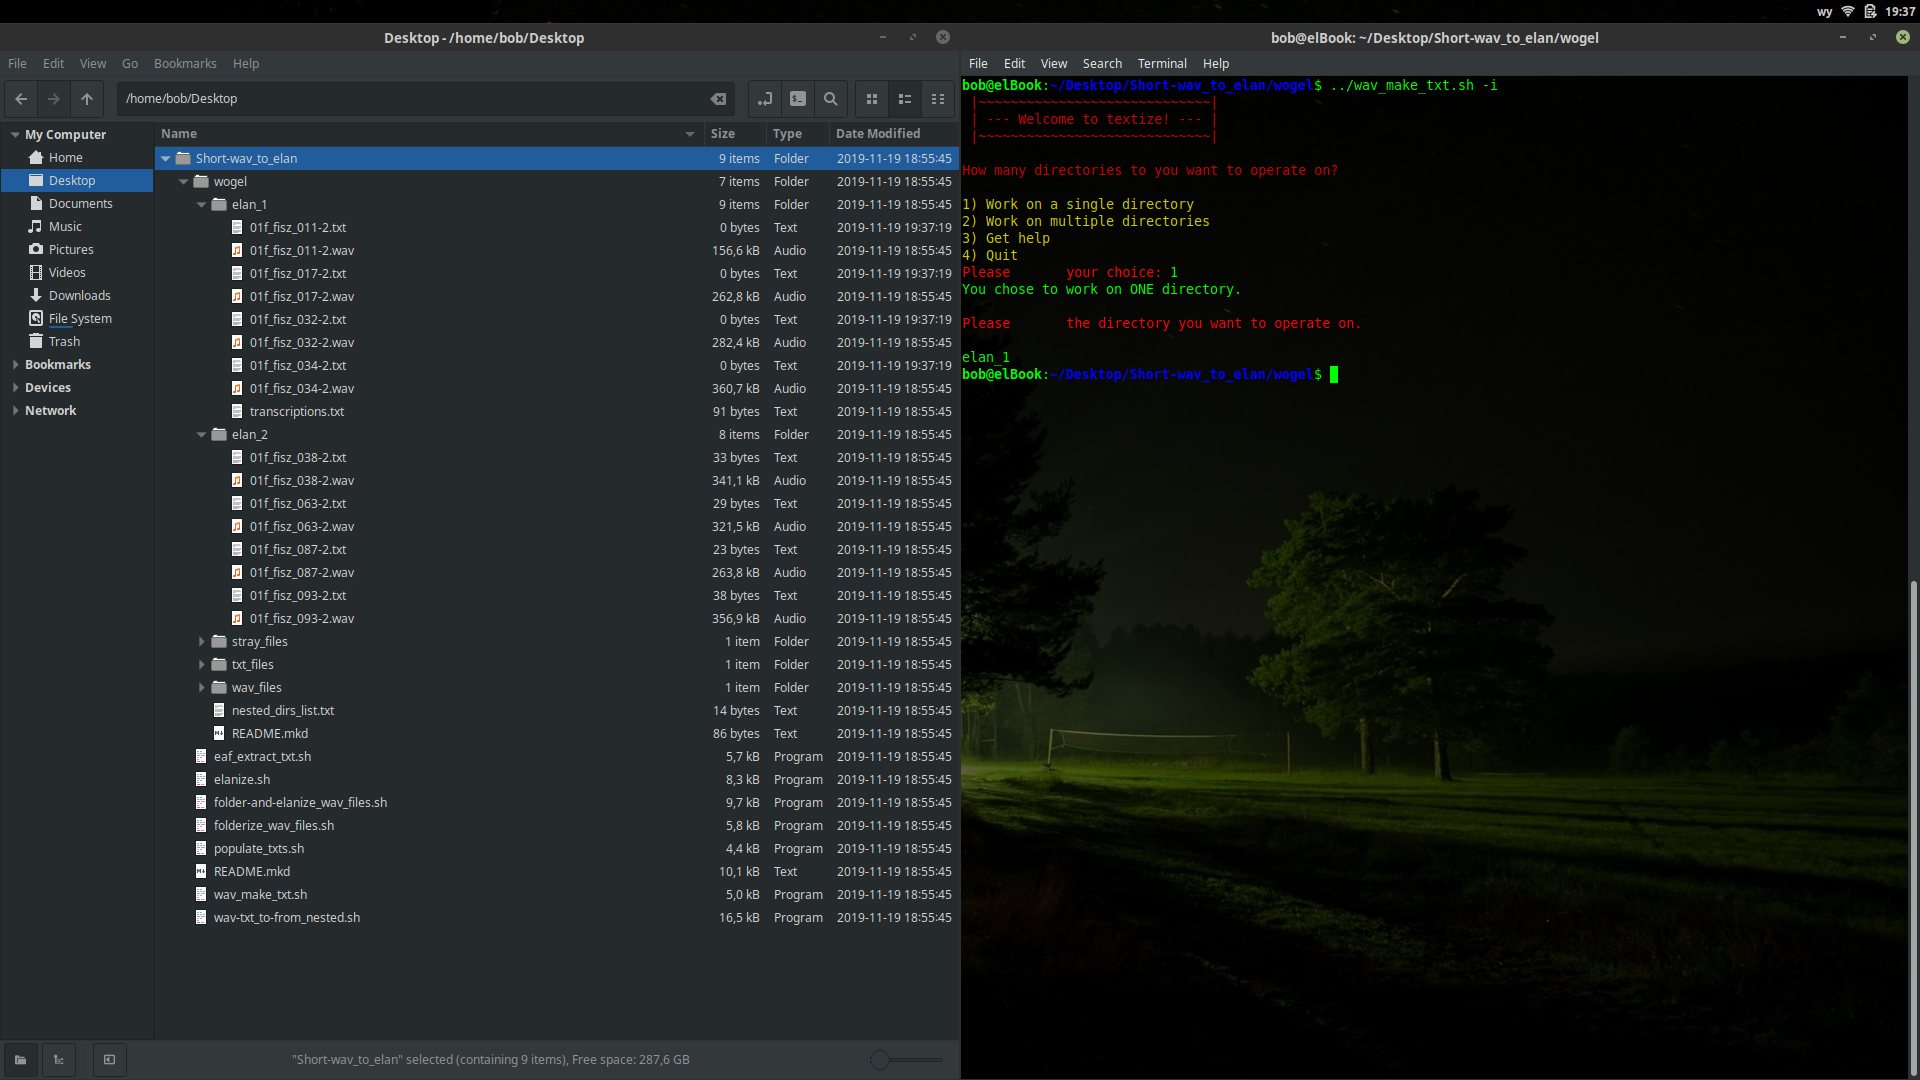 wy 19:37
Desktop - /home/bob/Desktop
File Edit View Go Bookmarks Help
/home/bob/Desktop
My Computer
Home
Desktop
Documents
Music
Pictures
Videos
Downloads
File System
Trash
Bookmarks
Devices
Network
Name Size Type Date Modified
Short-wav_to_elan 9 items Folder 2019-11-19 18:55:45
wogel 7 items Folder 2019-11-19 18:55:45
elan_1 9 items Folder 2019-11-19 18:55:45
01f_fisz_011-2.txt 0 bytes Text 2019-11-19 19:37:19
01f_fisz_011-2.wav 156,6 kB Audio 2019-11-19 18:55:45
01f_fisz_017-2.txt 0 bytes Text 2019-11-19 19:37:19
01f_fisz_017-2.wav 262,8 kB Audio 2019-11-19 18:55:45
01f_fisz_032-2.txt 0 bytes Text 2019-11-19 19:37:19
01f_fisz_032-2.wav 282,4 kB Audio 2019-11-19 18:55:45
01f_fisz_034-2.txt 0 bytes Text 2019-11-19 19:37:19
01f_fisz_034-2.wav 360,7 kB Audio 2019-11-19 18:55:45
transcriptions.txt 91 bytes Text 2019-11-19 18:55:45
elan_2 8 items Folder 2019-11-19 18:55:45
01f_fisz_038-2.txt 33 bytes Text 2019-11-19 18:55:45
01f_fisz_038-2.wav 341,1 kB Audio 2019-11-19 18:55:45
01f_fisz_063-2.txt 29 bytes Text 2019-11-19 18:55:45
01f_fisz_063-2.wav 321,5 kB Audio 2019-11-19 18:55:45
01f_fisz_087-2.txt 23 bytes Text 2019-11-19 18:55:45
01f_fisz_087-2.wav 263,8 kB Audio 2019-11-19 18:55:45
01f_fisz_093-2.txt 38 bytes Text 2019-11-19 18:55:45
01f_fisz_093-2.wav 356,9 kB Audio 2019-11-19 18:55:45
stray_files 1 item Folder 2019-11-19 18:55:45
txt_files 1 item Folder 2019-11-19 18:55:45
wav_files 1 item Folder 2019-11-19 18:55:45
nested_dirs_list.txt 14 bytes Text 2019-11-19 18:55:45
README.mkd 86 bytes Text 2019-11-19 18:55:45
eaf_extract_txt.sh 5,7 kB Program 2019-11-19 18:55:45
elanize.sh 8,3 kB Program 2019-11-19 18:55:45
folder-and-elanize_wav_files.sh 9,7 kB Program 2019-11-19 18:55:45
folderize_wav_files.sh 5,8 kB Program 2019-11-19 18:55:45
populate_txts.sh 4,4 kB Program 2019-11-19 18:55:45
README.mkd 10,1 kB Text 2019-11-19 18:55:45
wav_make_txt.sh 5,0 kB Program 2019-11-19 18:55:45
wav-txt_to-from_nested.sh 16,5 kB Program 2019-11-19 18:55:45
"Short-wav_to_elan" selected (containing 9 items), Free space: 287,6 GB
bob@elBook: ~/Desktop/Short-wav_to_elan/wogel
File Edit View Search Terminal Help
bob@elBook:~/Desktop/Short-wav_to_elan/wogel$ ../wav_make_txt.sh -i
|~~~~~~~~~~~~~~~~~~~~~~~~~~~~~|
| --- Welcome to textize! --- |
|~~~~~~~~~~~~~~~~~~~~~~~~~~~~~|
How many directories to you want to operate on?
1) Work on a single directory
2) Work on multiple directories
3) Get help
4) Quit
Please your choice: 1
You chose to work on ONE directory.
Please the directory you want to operate on.
elan_1
bob@elBook:~/Desktop/Short-wav_to_elan/wogel$